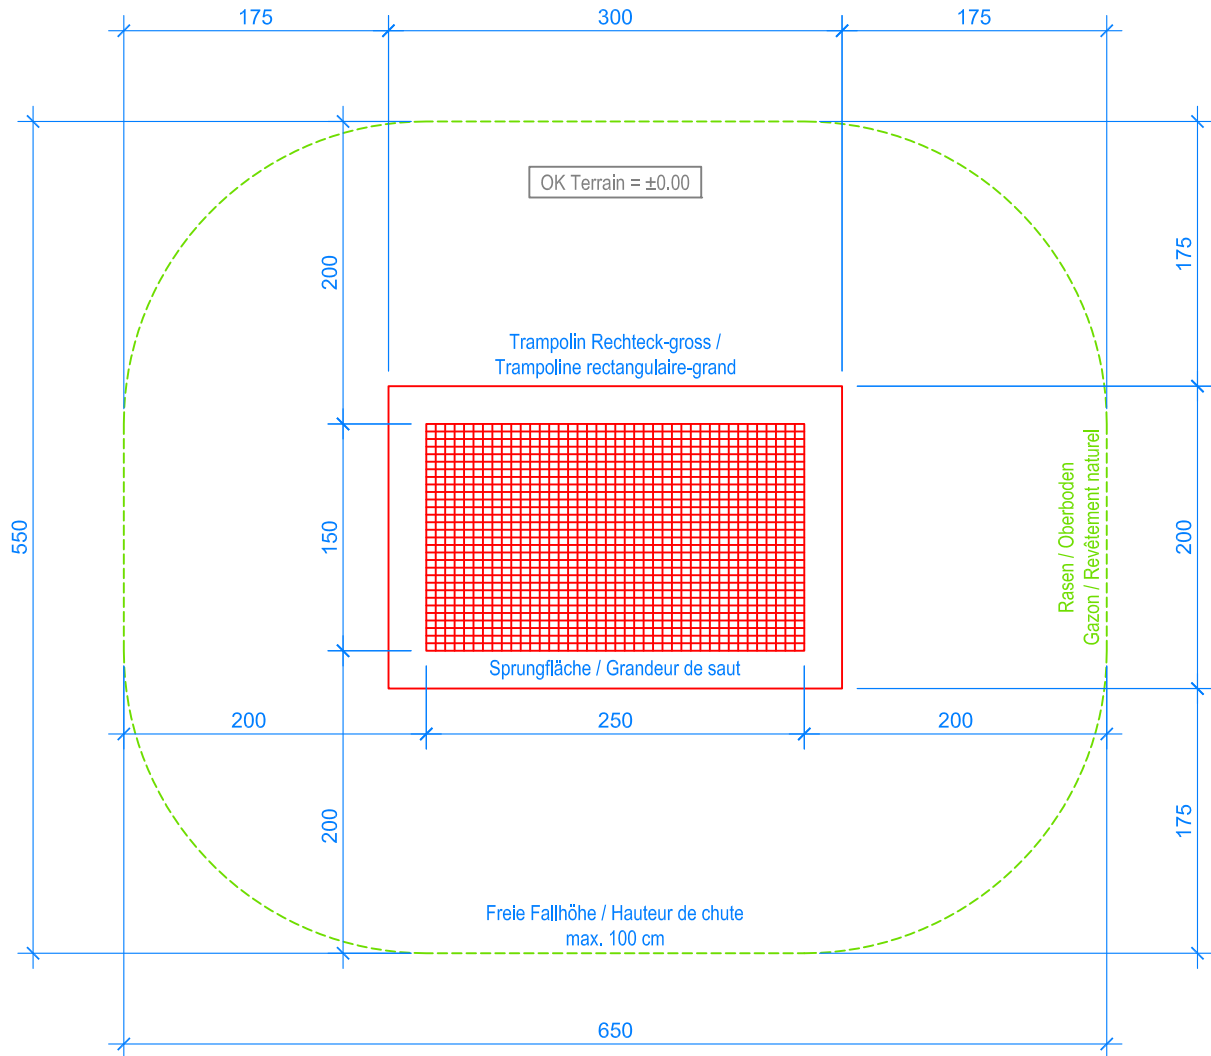 175
300
175
OK Terrain = ±0.00
200
175
Trampolin Rechteck-gross /
Trampoline rectangulaire-grand
550
150
200
Rasen / Oberboden
Gazon / Revêtement naturel
Sprungfläche / Grandeur de saut
200
250
200
200
175
Freie Fallhöhe / Hauteur de chute
max. 100 cm
650